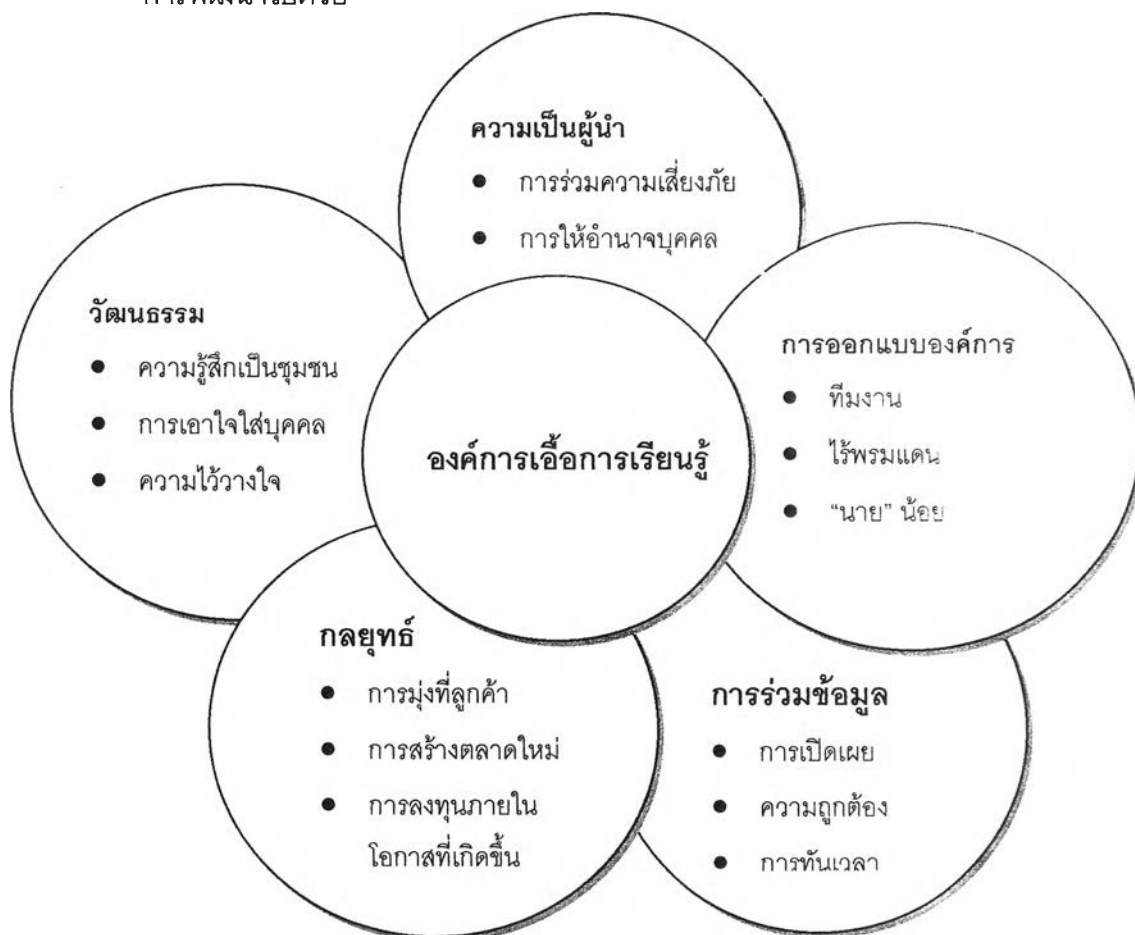 ความเป็นผู้นำ
● การร่วมความเสี่ยงภัย
● การให้อำนาจบุคคล
วัฒนธรรม
● ความรู้สึกเป็นชุมชน
● การเอาใจใส่บุคคล
● ความไว้วางใจ
องค์การเอื้อการเรียนรู้
การออกแบบองค์การ
● ทีมงาน
● ไร้พรมแดน
● “นาย” น้อย
กลยุทธ์
● การมุ่งที่ลูกค้า
● การสร้างตลาดใหม่
● การลงทุนภายใน
โอกาสที่เกิดขึ้น
การร่วมข้อมูล
● การเปิดเผย
● ความถูกต้อง
● การทันเวลา